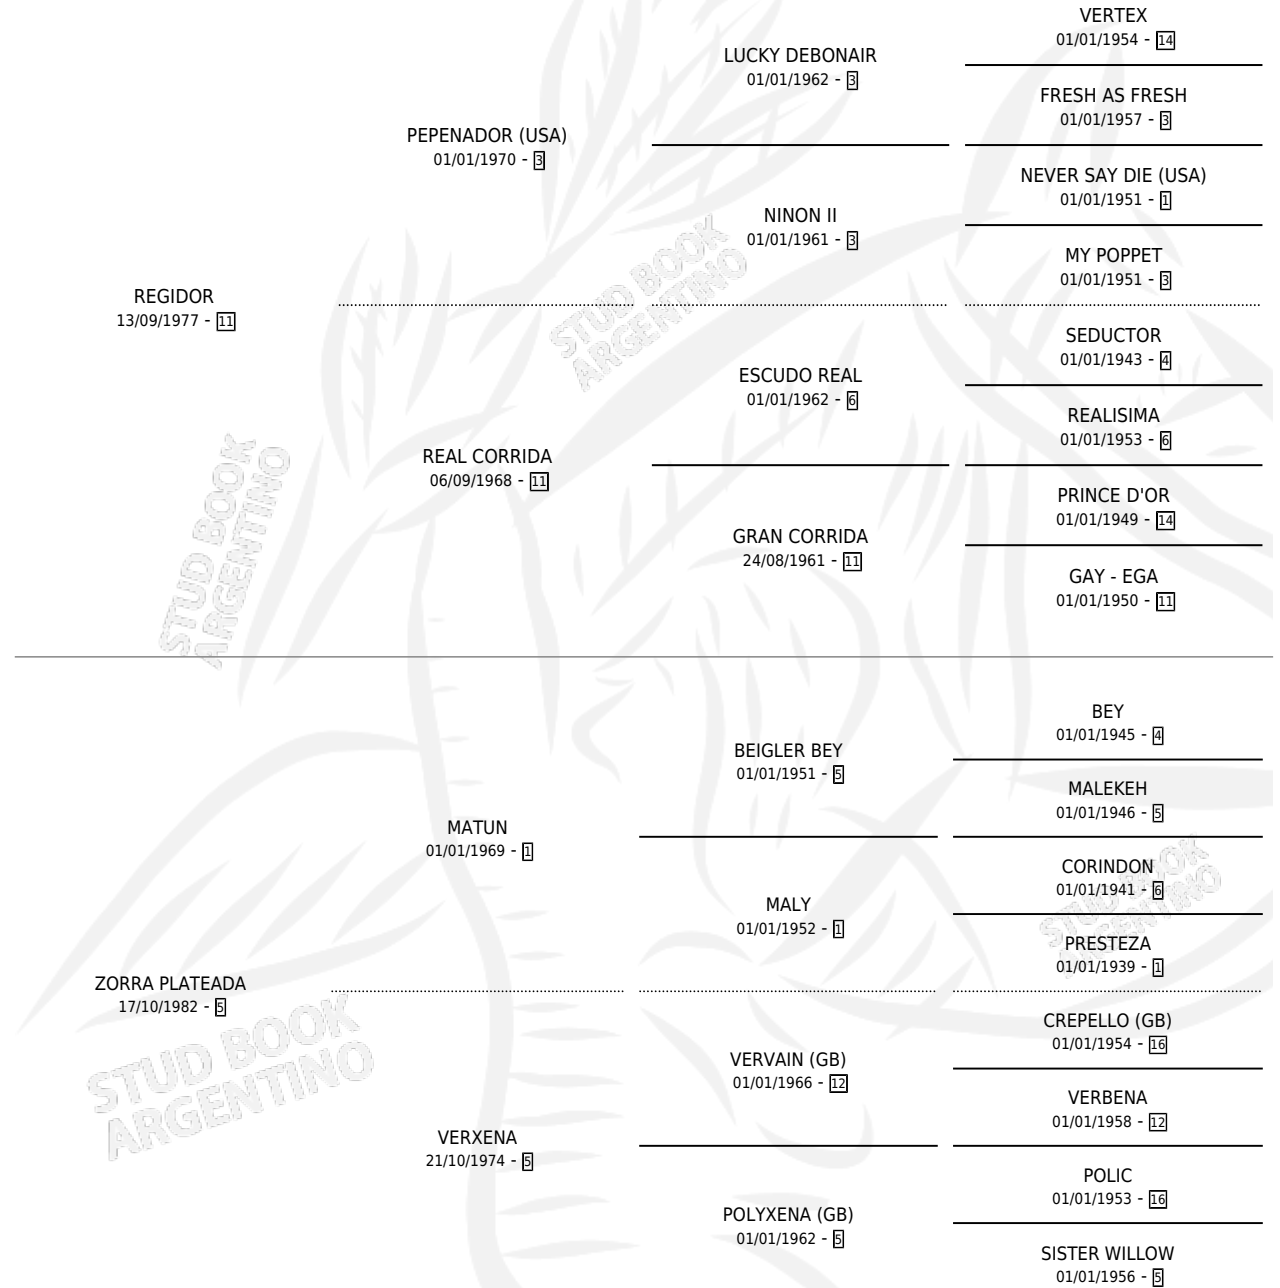 VERTEX
01/01/1954 - 14
LUCKY DEBONAIR
01/01/1962 - 3
FRESH AS FRESH
01/01/1957 - 3
PEPENADOR (USA)
01/01/1970 - 3
NEVER SAY DIE (USA)
01/01/1951 - 1
NINON II
01/01/1961 - 3
MY POPPET
01/01/1951 - 3
REGIDOR
13/09/1977 - 11
STUD BOOK
ARGENTINO
SEDUCTOR
01/01/1943 - 4
ESCUDO REAL
01/01/1962 - 6
REALISIMA
01/01/1953 - 6
REAL CORRIDA
06/09/1968 - 11
PRINCE D'OR
01/01/1949 - 14
GRAN CORRIDA
24/08/1961 - 11
GAY - EGA
01/01/1950 - 11
STUD BOOK
ARGENTINO
BEY
01/01/1945 - 4
BEIGLER BEY
01/01/1951 - 5
MALEKEH
01/01/1946 - 5
MATUN
01/01/1969 - 1
CORINDON
01/01/1941 - 6
MALY
01/01/1952 - 1
STUD BOOK
ARGENTINO
PRESTEZA
01/01/1939 - 1
ZORRA PLATEADA
17/10/1982 - 5
CREPELLO (GB)
01/01/1954 - 16
VERVAIN (GB)
01/01/1966 - 12
VERBENA
01/01/1958 - 12
STUD BOOK
ARGENTINO
VERXENA
21/10/1974 - 5
POLIC
01/01/1953 - 16
POLYXENA (GB)
01/01/1962 - 5
SISTER WILLOW
01/01/1956 - 5